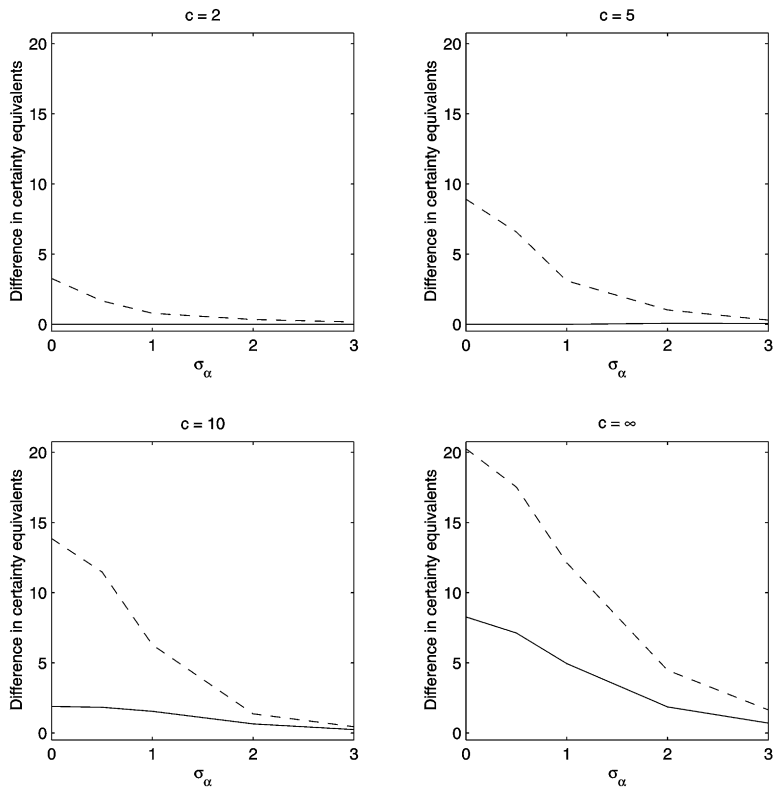 c = 2
Difference in certainty equivalents
20
15
10
5
0
0 1 2 3
σα
c = 5
Difference in certainty equivalents
20
15
10
5
0
0 1 2 3
σα
c = 10
Difference in certainty equivalents
20
15
10
5
0
0 1 2 3
σα
c = ∞
Difference in certainty equivalents
20
15
10
5
0
0 1 2 3
σα